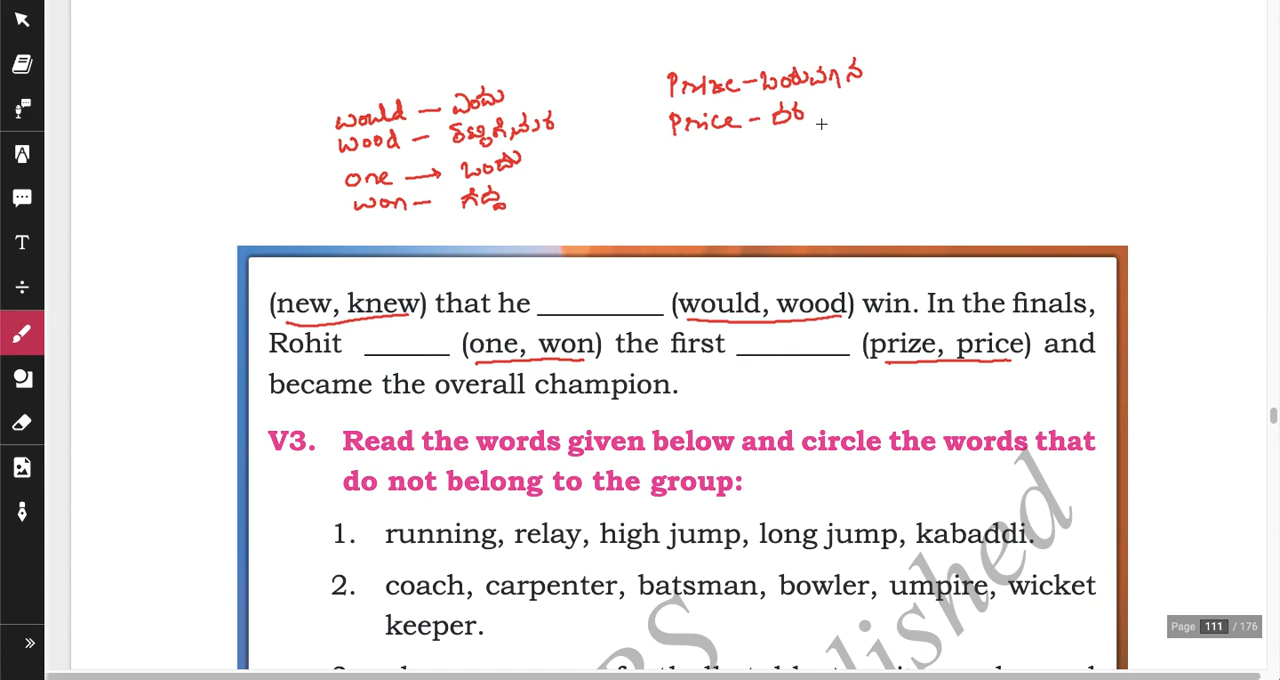 would – ಎಂದು
wood – ಕಟ್ಟಿಗೆ, ಮರ
one → ಒಂದು
won – ಗೆದ್ದ
Prize – ಬಹುಮಾನ
Price – ದರ
(new, knew) that he ________ (would, wood) win. In the finals,
Rohit ______ (one, won) the first ________ (prize, price) and
became the overall champion.
V3. Read the words given below and circle the words that
do not belong to the group:
1. running, relay, high jump, long jump, kabaddi.
2. coach, carpenter, batsman, bowler, umpire, wicket
keeper.
Page 111 / 176